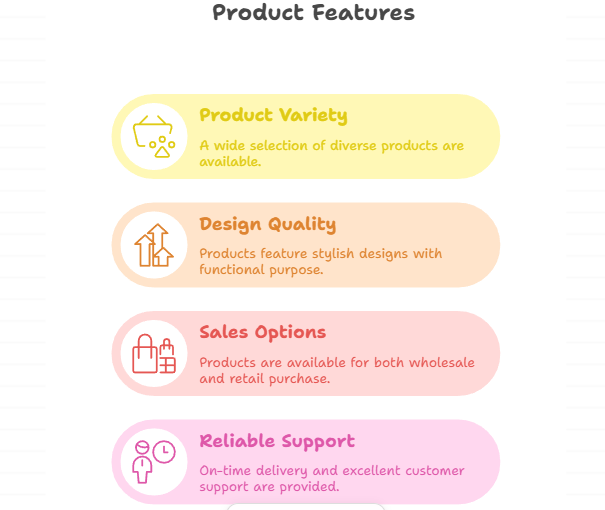 Product Features
Product Variety
A wide selection of diverse products are
available.
Design Quality
Products feature stylish designs with
functional purpose.
Sales Options
Products are available for both wholesale
and retail purchase.
Reliable Support
On-time delivery and excellent customer
support are provided.